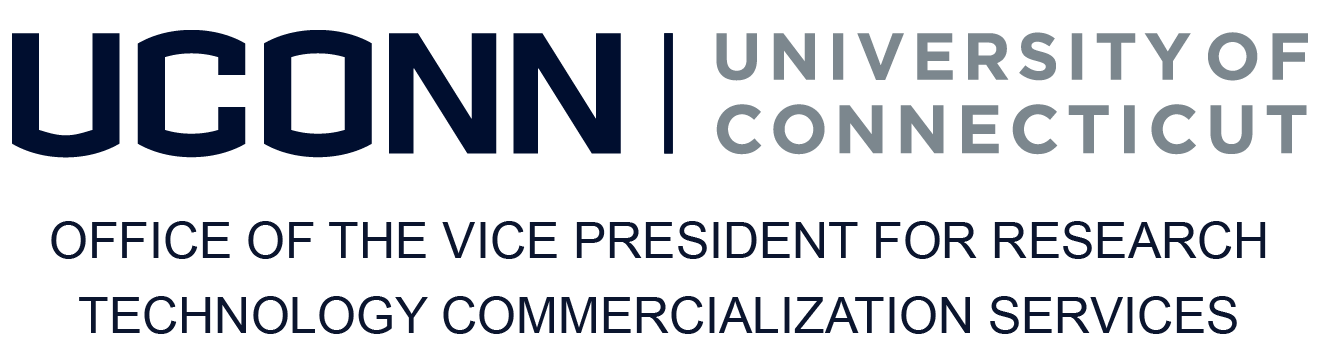 UCONN
UNIVERSITY OF
CONNECTICUT
OFFICE OF THE VICE PRESIDENT FOR RESEARCH
TECHNOLOGY COMMERCIALIZATION SERVICES